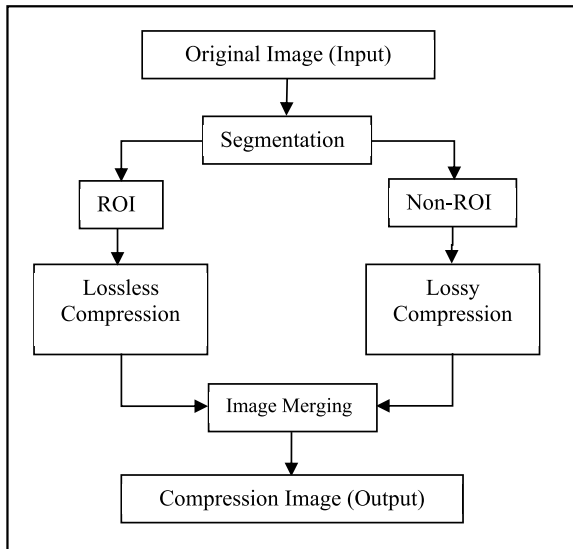 Original Image (Input)
Segmentation
ROI
Non-ROI
Lossless
Compression
Lossy
Compression
Image Merging
Compression Image (Output)